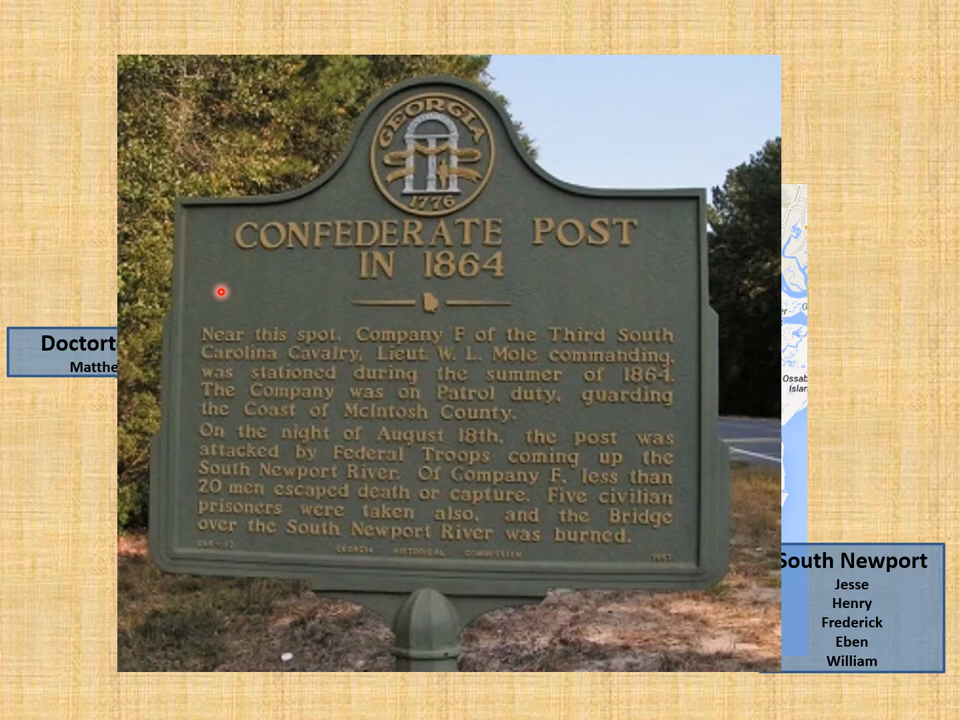 GEORGIA
1776
CONFEDERATE POST
IN 1864
Near this spot, Company F of the Third South
Carolina Cavalry, Lieut. W. L. Mole commanding,
was stationed during the summer of 1864.
The Company was on Patrol duty, guarding
the Coast of McIntosh County.
On the night of August 18th, the post was
attacked by Federal Troops coming up the
South Newport River. Of Company F, less than
20 men escaped death or capture. Five civilian
prisoners were taken also, and the Bridge
over the South Newport River was burned.
GEORGIA HISTORICAL COMMISSION 1957
Doctort
Matthe
Ossab
Islan
South Newport
Jesse
Henry
Frederick
Eben
William